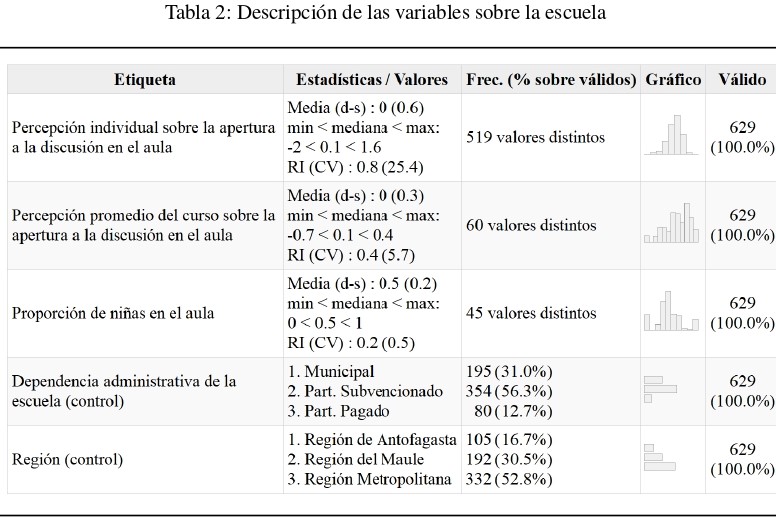 Tabla 2: Descripción de las variables sobre la escuela
Etiqueta Estadísticas / Valores Frec. (% sobre válidos) Gráfico Válido
Percepción individual sobre la apertura
a la discusión en el aula
Media (d-s) : 0 (0.6)
min < mediana < max:
-2 < 0.1 < 1.6
RI (CV) : 0.8 (25.4)
519 valores distintos
629
(100.0%)
Percepción promedio del curso sobre la
apertura a la discusión en el aula
Media (d-s) : 0 (0.3)
min < mediana < max:
-0.7 < 0.1 < 0.4
RI (CV) : 0.4 (5.7)
60 valores distintos
629
(100.0%)
Proporción de niñas en el aula
Media (d-s) : 0.5 (0.2)
min < mediana < max:
0 < 0.5 < 1
RI (CV) : 0.2 (0.5)
45 valores distintos
629
(100.0%)
Dependencia administrativa de la
escuela (control)
1. Municipal 195 (31.0%)
2. Part. Subvencionado 354 (56.3%)
3. Part. Pagado 80 (12.7%)
629
(100.0%)
Región (control)
1. Región de Antofagasta 105 (16.7%)
2. Región del Maule 192 (30.5%)
3. Región Metropolitana 332 (52.8%)
629
(100.0%)